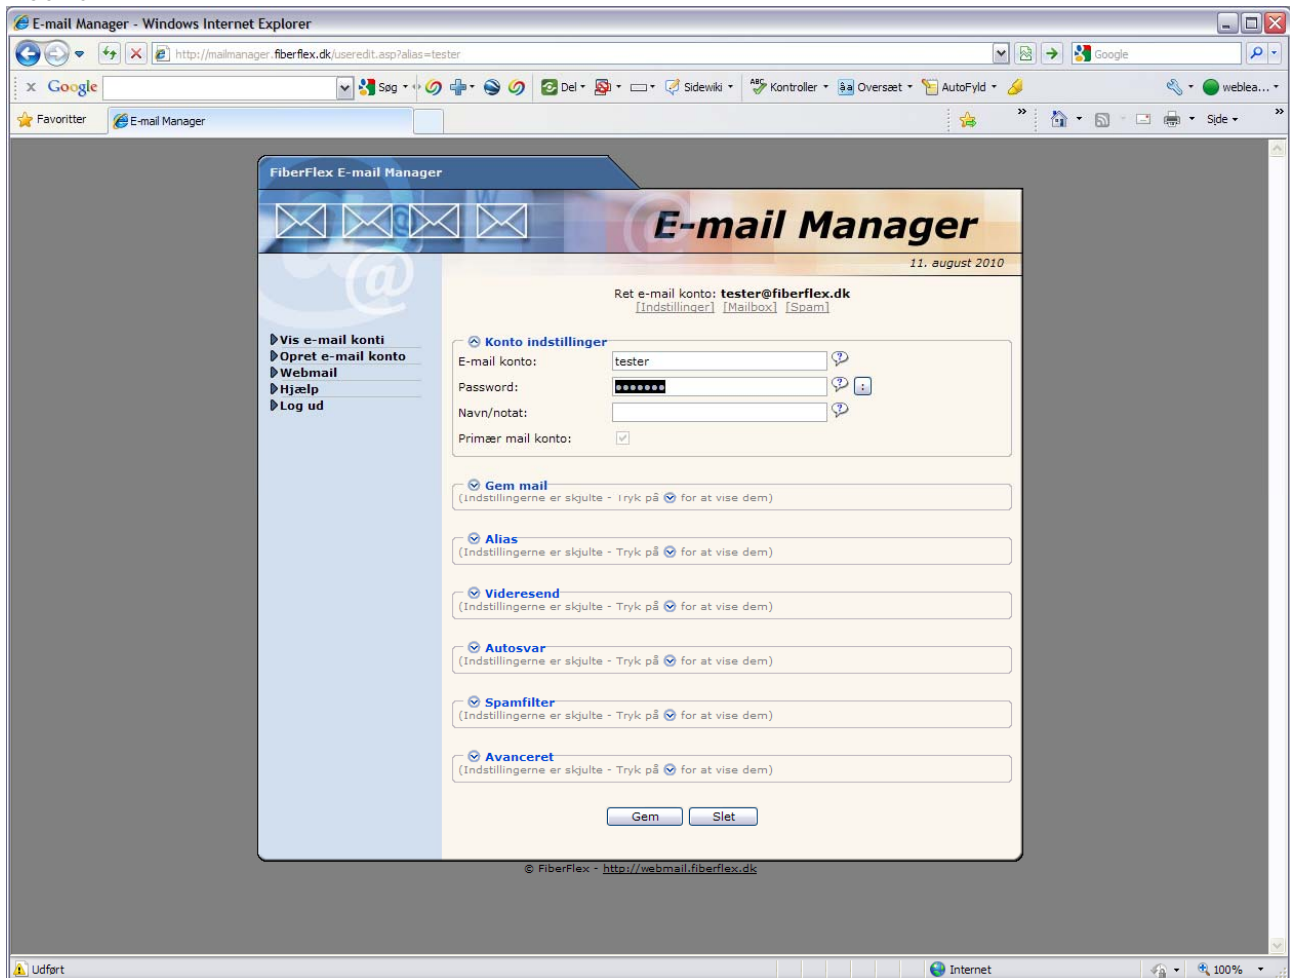 E-mail Manager - Windows Internet Explorer
http://mailmanager.fiberflex.dk/useredit.asp?alias=tester
Google
X Google
Søg
Del
Sidewiki
Kontroller
Oversæt
AutoFyld
weblea...
Favoritter
E-mail Manager
Side
FiberFlex E-mail Manager
E-mail Manager
11. august 2010
Ret e-mail konto: tester@fiberflex.dk
[Indstillinger] [Mailbox] [Spam]
Vis e-mail konti
Opret e-mail konto
Webmail
Hjælp
Log ud
Konto indstillinger
E-mail konto: tester
Password: •••••••
Navn/notat:
Primær mail konto:
Gem mail
(Indstillingerne er skjulte - Tryk på for at vise dem)
Alias
(Indstillingerne er skjulte - Tryk på for at vise dem)
Videresend
(Indstillingerne er skjulte - Tryk på for at vise dem)
Autosvar
(Indstillingerne er skjulte - Tryk på for at vise dem)
Spamfilter
(Indstillingerne er skjulte - Tryk på for at vise dem)
Avanceret
(Indstillingerne er skjulte - Tryk på for at vise dem)
Gem Slet
© FiberFlex - http://webmail.fiberflex.dk
Udført
Internet
100%